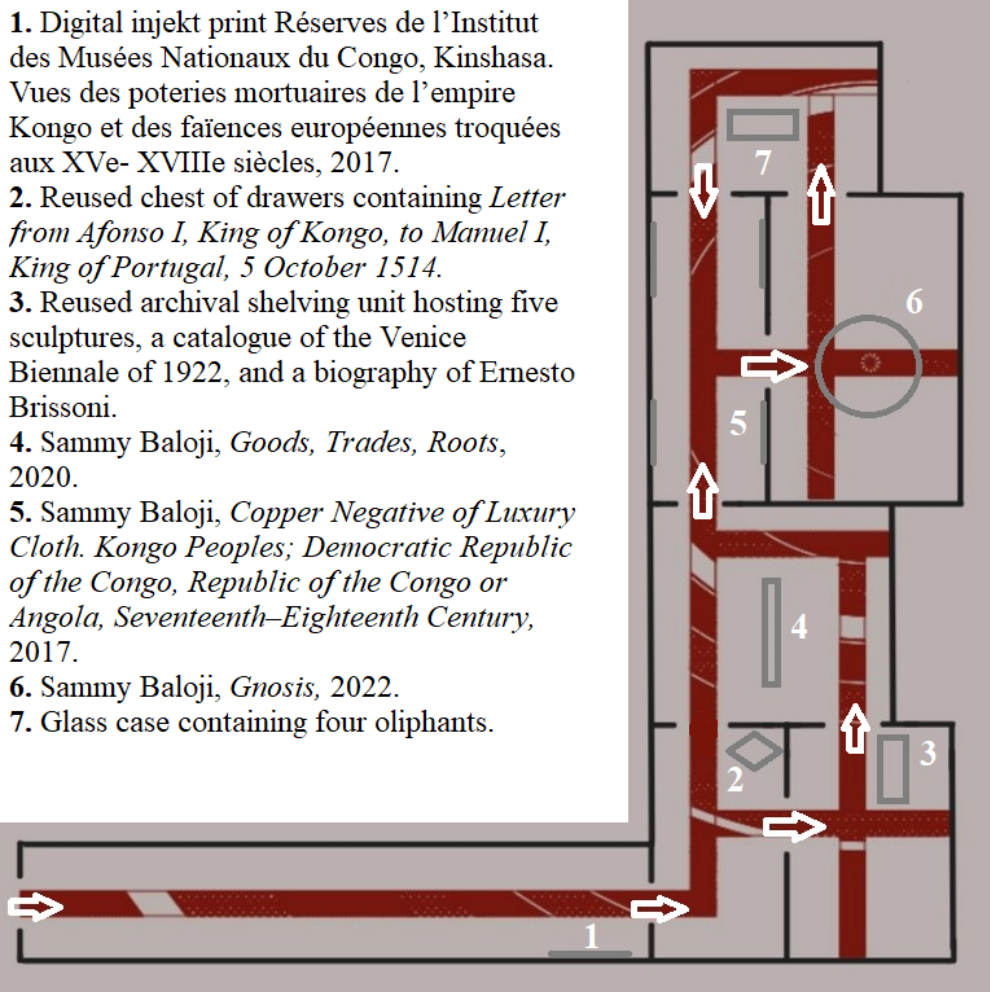 1. Digital injekt print Réserves de l’Institut
des Musées Nationaux du Congo, Kinshasa.
Vues des poteries mortuaires de l’empire
Kongo et des faïences européennes troquées
aux XVe- XVIIIe siècles, 2017.
2. Reused chest of drawers containing Letter
from Afonso I, King of Kongo, to Manuel I,
King of Portugal, 5 October 1514.
3. Reused archival shelving unit hosting five
sculptures, a catalogue of the Venice
Biennale of 1922, and a biography of Ernesto
Brissoni.
4. Sammy Baloji, Goods, Trades, Roots,
2020.
5. Sammy Baloji, Copper Negative of Luxury
Cloth. Kongo Peoples; Democratic Republic
of the Congo, Republic of the Congo or
Angola, Seventeenth–Eighteenth Century,
2017.
6. Sammy Baloji, Gnosis, 2022.
7. Glass case containing four oliphants.
7
6
5
4
3
2
1